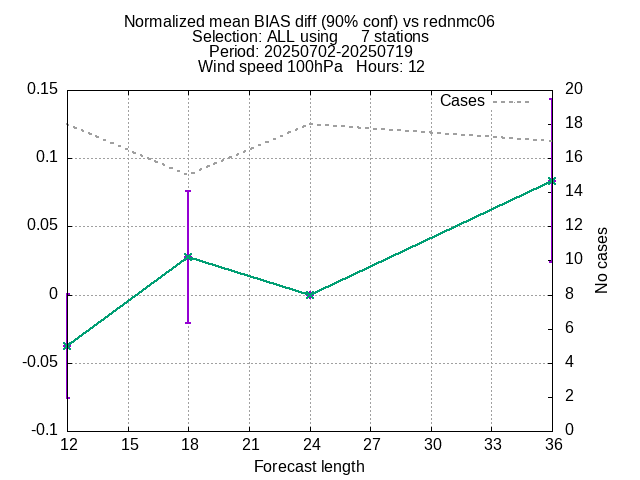 Normalized mean BIAS diff (90% conf) vs rednmc06
Selection: ALL using 7 stations
Period: 20250702-20250719
Wind speed 100hPa Hours: 12
Cases
0.15
0.1
0.05
0
-0.05
-0.1
20
18
16
14
12
10
8
6
4
2
0
No cases
12 15 18 21 24 27 30 33 36
Forecast length